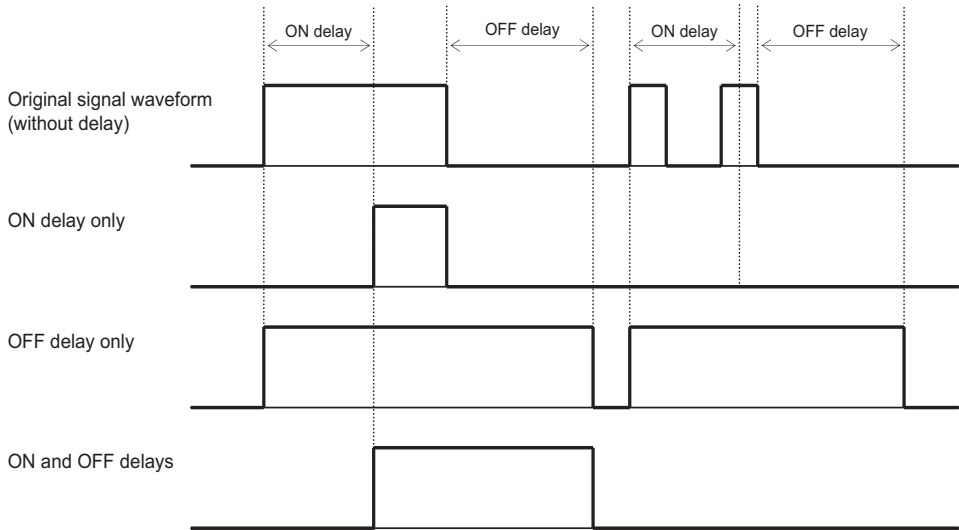 ON delay
OFF delay
ON delay
OFF delay
Original signal waveform
(without delay)
ON delay only
OFF delay only
ON and OFF delays